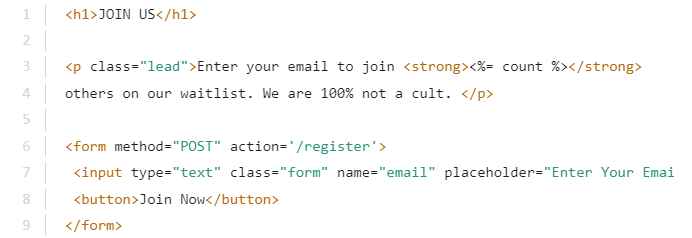 1 <h1>JOIN US</h1>
2
3 <p class="lead">Enter your email to join <strong><%= count %></strong>
4 others on our waitlist. We are 100% not a cult. </p>
5
6 <form method="POST" action='/register'>
7 <input type="text" class="form" name="email" placeholder="Enter Your Emai
8 <button>Join Now</button>
9 </form>